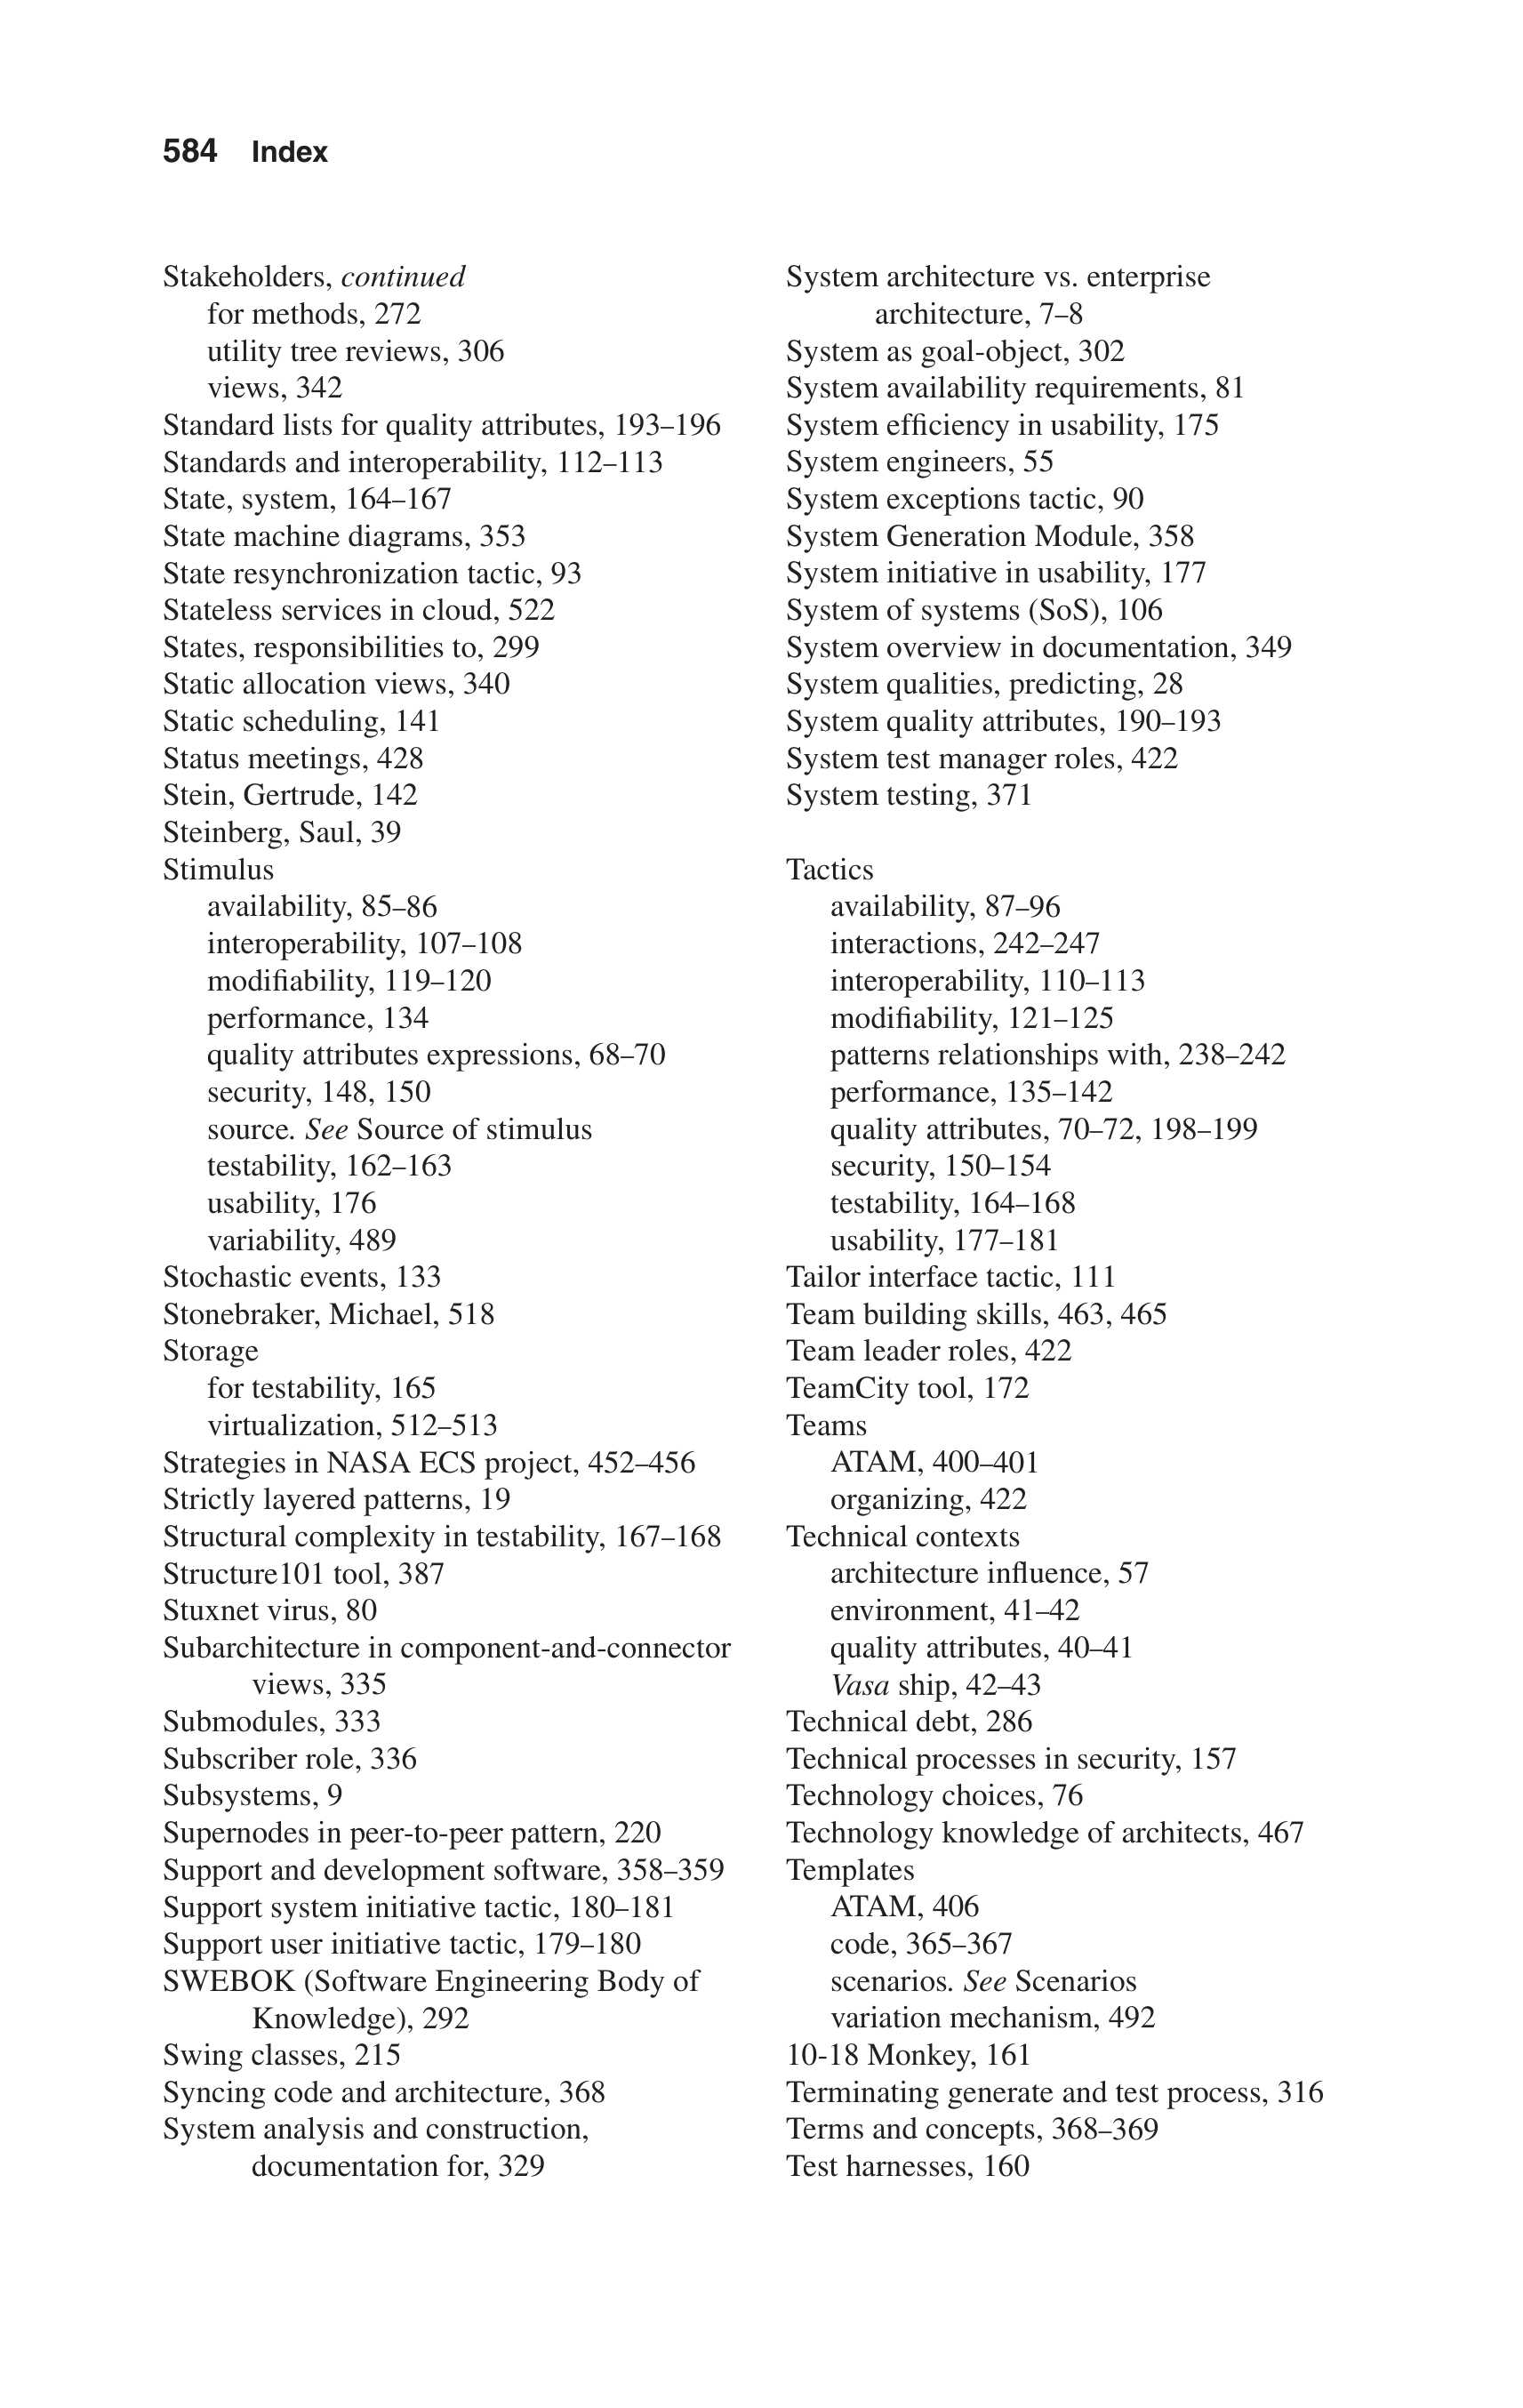 584 Index
Stakeholders, continued
for methods, 272
utility tree reviews, 306
views, 342
Standard lists for quality attributes, 193–196
Standards and interoperability, 112–113
State, system, 164–167
State machine diagrams, 353
State resynchronization tactic, 93
Stateless services in cloud, 522
States, responsibilities to, 299
Static allocation views, 340
Static scheduling, 141
Status meetings, 428
Stein, Gertrude, 142
Steinberg, Saul, 39
Stimulus
availability, 85–86
interoperability, 107–108
modifiability, 119–120
performance, 134
quality attributes expressions, 68–70
security, 148, 150
source. See Source of stimulus
testability, 162–163
usability, 176
variability, 489
Stochastic events, 133
Stonebraker, Michael, 518
Storage
for testability, 165
virtualization, 512–513
Strategies in NASA ECS project, 452–456
Strictly layered patterns, 19
Structural complexity in testability, 167–168
Structure101 tool, 387
Stuxnet virus, 80
Subarchitecture in component-and-connector
views, 335
Submodules, 333
Subscriber role, 336
Subsystems, 9
Supernodes in peer-to-peer pattern, 220
Support and development software, 358–359
Support system initiative tactic, 180–181
Support user initiative tactic, 179–180
SWEBOK (Software Engineering Body of
Knowledge), 292
Swing classes, 215
Syncing code and architecture, 368
System analysis and construction,
documentation for, 329
System architecture vs. enterprise
architecture, 7–8
System as goal-object, 302
System availability requirements, 81
System efficiency in usability, 175
System engineers, 55
System exceptions tactic, 90
System Generation Module, 358
System initiative in usability, 177
System of systems (SoS), 106
System overview in documentation, 349
System qualities, predicting, 28
System quality attributes, 190–193
System test manager roles, 422
System testing, 371
Tactics
availability, 87–96
interactions, 242–247
interoperability, 110–113
modifiability, 121–125
patterns relationships with, 238–242
performance, 135–142
quality attributes, 70–72, 198–199
security, 150–154
testability, 164–168
usability, 177–181
Tailor interface tactic, 111
Team building skills, 463, 465
Team leader roles, 422
TeamCity tool, 172
Teams
ATAM, 400–401
organizing, 422
Technical contexts
architecture influence, 57
environment, 41–42
quality attributes, 40–41
Vasa ship, 42–43
Technical debt, 286
Technical processes in security, 157
Technology choices, 76
Technology knowledge of architects, 467
Templates
ATAM, 406
code, 365–367
scenarios. See Scenarios
variation mechanism, 492
10-18 Monkey, 161
Terminating generate and test process, 316
Terms and concepts, 368–369
Test harnesses, 160